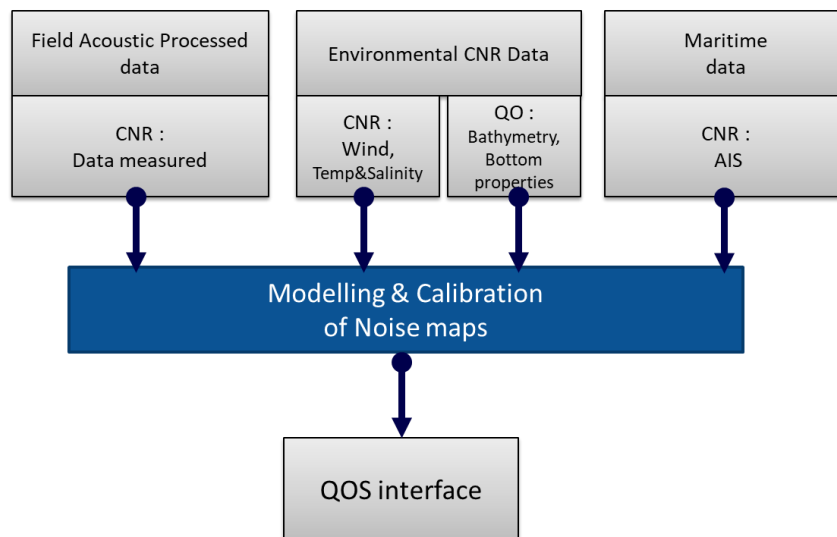 Field Acoustic Processed
data
CNR :
Data measured
Environmental CNR Data
CNR :
Wind,
Temp&Salinity
QO :
Bathymetry,
Bottom
properties
Maritime
data
CNR :
AIS
Modelling & Calibration
of Noise maps
QOS interface